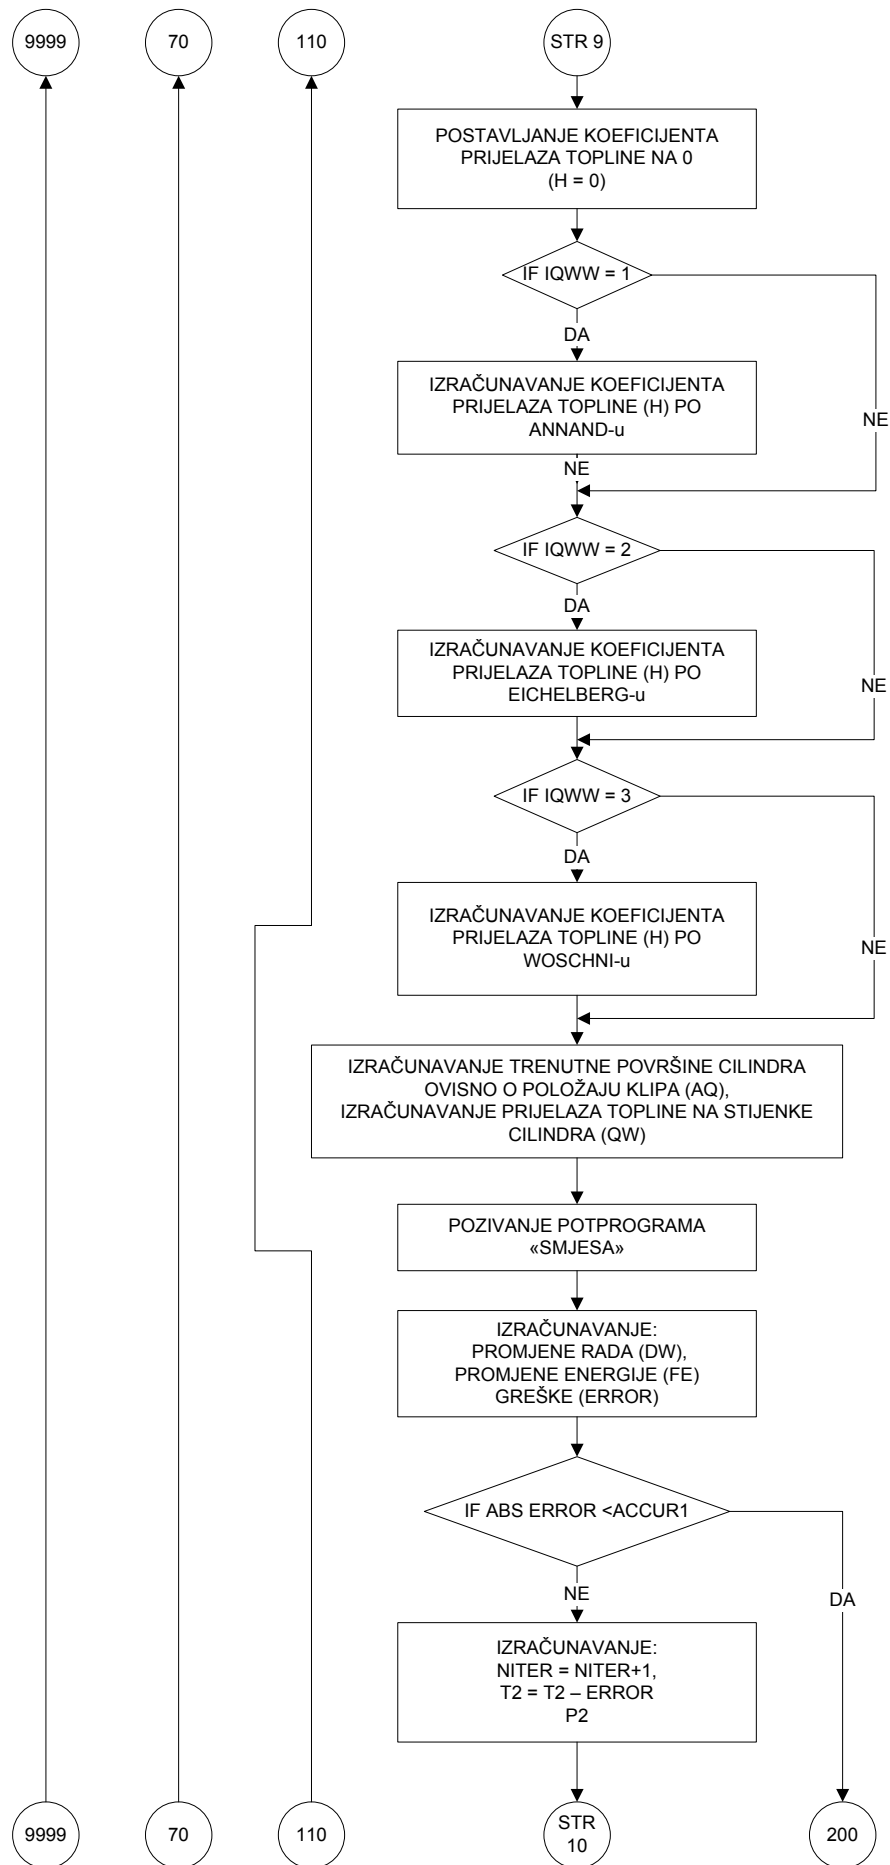 9999
70
110
STR 9
POSTAVLJANJE KOEFICIJENTA
PRIJELAZA TOPLINE NA 0
(H = 0)
IF IQWW = 1
DA
IZRAČUNAVANJE KOEFICIJENTA
PRIJELAZA TOPLINE (H) PO
ANNAND-u
NE
NE
IF IQWW = 2
DA
IZRAČUNAVANJE KOEFICIJENTA
PRIJELAZA TOPLINE (H) PO
EICHELBERG-u
NE
IF IQWW = 3
DA
IZRAČUNAVANJE KOEFICIJENTA
PRIJELAZA TOPLINE (H) PO
WOSCHNI-u
NE
IZRAČUNAVANJE TRENUTNE POVRŠINE CILINDRA
OVISNO O POLOŽAJU KLIPA (AQ),
IZRAČUNAVANJE PRIJELAZA TOPLINE NA STIJENKE
CILINDRA (QW)
POZIVANJE POTPROGRAMA
«SMJESA»
IZRAČUNAVANJE:
PROMJENE RADA (DW),
PROMJENE ENERGIJE (FE)
GREŠKE (ERROR)
IF ABS ERROR <ACCUR1
NE
DA
IZRAČUNAVANJE:
NITER = NITER+1,
T2 = T2 – ERROR
P2
9999
70
110
STR
10
200